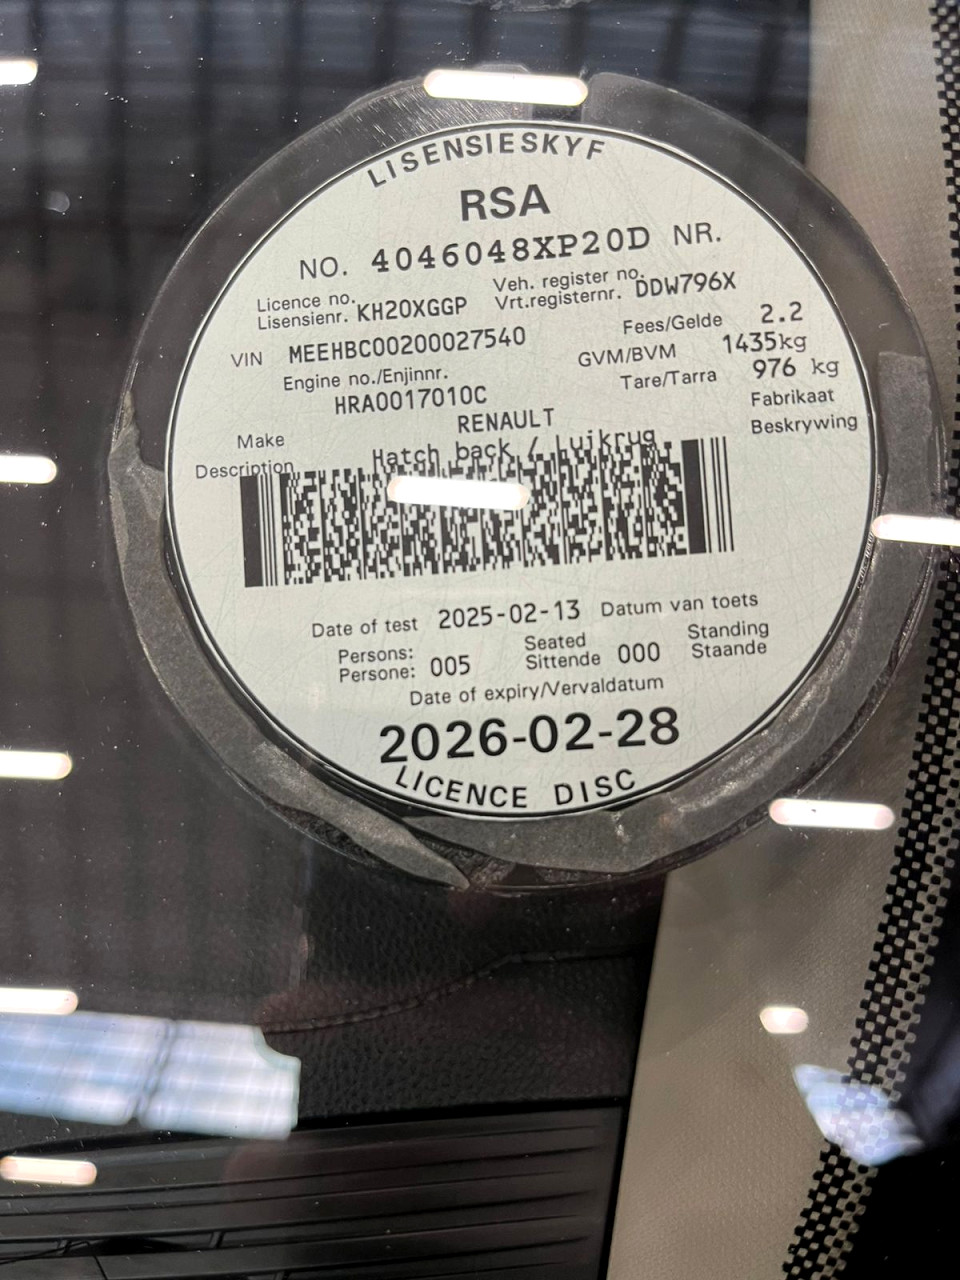 LISENSIESKYF
RSA
NO. 4046048XP20D NR.
Licence no. Veh. register no.
Lisensienr. KH20XGGP Vrt.registernr. DDW796X
VIN MEEHBC00200027540 Fees/Gelde 2.2
Engine no./Enjinnr. GVM/BVM 1435kg
HRA0017010C Tare/Tarra 976 kg
Make RENAULT Fabrikaat
Description Hatch back / Luikrug Beskrywing
Date of test 2025-02-13 Datum van toets
Persons: Seated Standing
Persone: 005 Sittende 000 Staande
Date of expiry/Vervaldatum
2026-02-28
LICENCE DISC